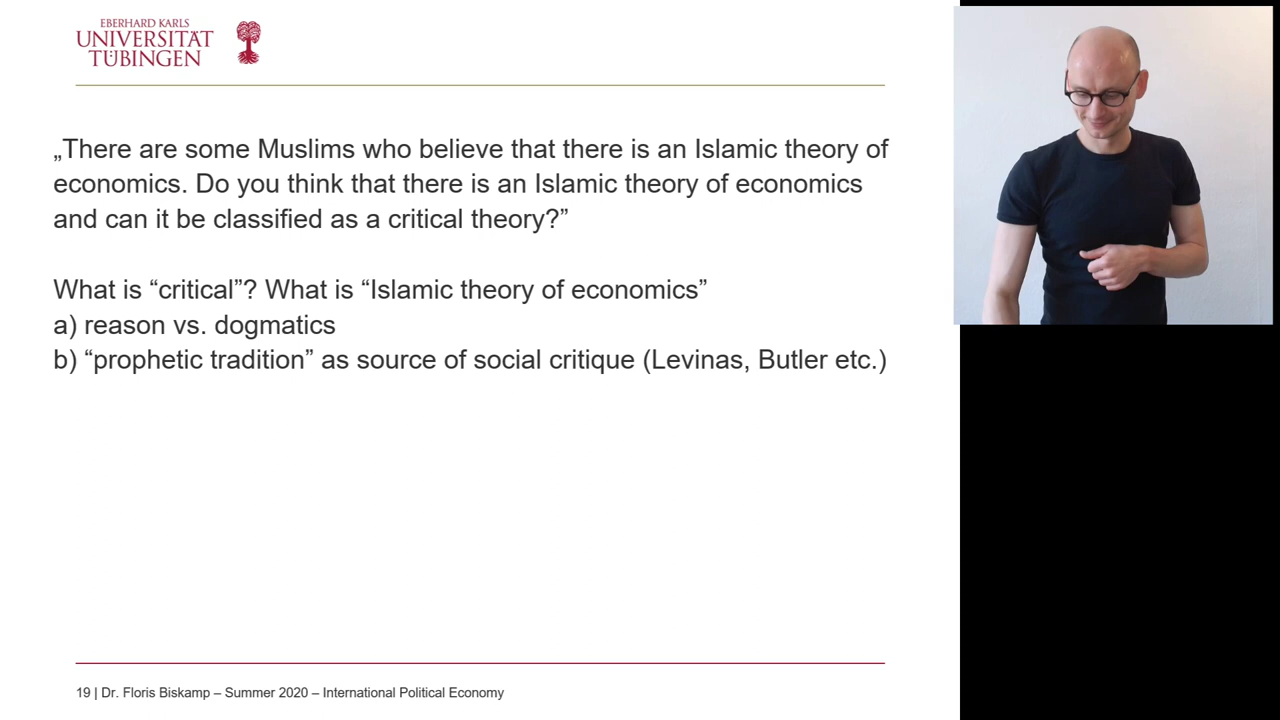 EBERHARD KARLS
UNIVERSITÄT
TÜBINGEN
„There are some Muslims who believe that there is an Islamic theory of
economics. Do you think that there is an Islamic theory of economics
and can it be classified as a critical theory?”
What is “critical”? What is “Islamic theory of economics”
a) reason vs. dogmatics
b) “prophetic tradition” as source of social critique (Levinas, Butler etc.)
19 | Dr. Floris Biskamp – Summer 2020 – International Political Economy